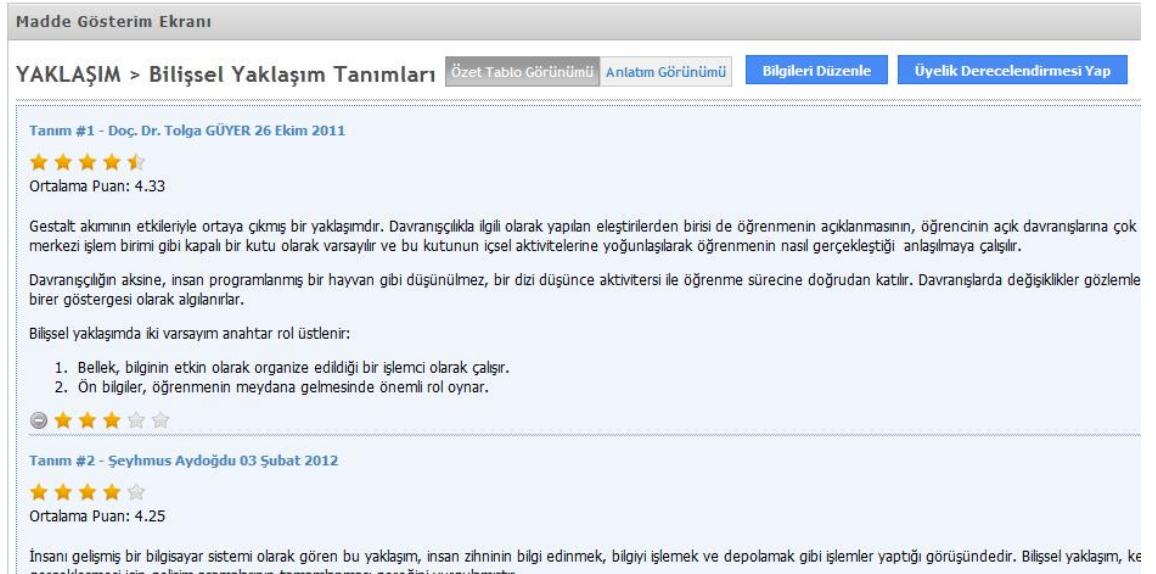 Madde Gösterim Ekranı
YAKLAŞIM > Bilişsel Yaklaşım Tanımları Özet Tablo Görünümü Anlatım Görünümü Bilgileri Düzenle Üyelik Derecelendirmesi Yap
Tanım #1 - Doç. Dr. Tolga GÜYER 26 Ekim 2011
Ortalama Puan: 4.33
Gestalt akımının etkileriyle ortaya çıkmış bir yaklaşımdır. Davranışçılıkla ilgili olarak yapılan eleştirilerden birisi de öğrenmenin açıklanmasının, öğrencinin açık davranışlarına çok
merkezi işlem birimi gibi kapalı bir kutu olarak varsayılır ve bu kutunun içsel aktivitelerine yoğunlaşılarak öğrenmenin nasıl gerçekleştiği anlaşılmaya çalışılır.
Davranışçılığın aksine, insan programlanmış bir hayvan gibi düşünülmez, bir dizi düşünce aktivitersi ile öğrenme sürecine doğrudan katılır. Davranışlarda değişiklikler gözlemle
birer göstergesi olarak algılanırlar.
Bilişsel yaklaşımda iki varsayım anahtar rol üstlenir:
1. Bellek, bilginin etkin olarak organize edildiği bir işlemci olarak çalışır.
2. Ön bilgiler, öğrenmenin meydana gelmesinde önemli rol oynar.
Tanım #2 - Şeyhmus Aydoğdu 03 Şubat 2012
Ortalama Puan: 4.25
İnsanı gelişmiş bir bilgisayar sistemi olarak gören bu yaklaşım, insan zihninin bilgi edinmek, bilgiyi işlemek ve depolamak gibi işlemler yaptığı görüşündedir. Bilişsel yaklaşım, ke